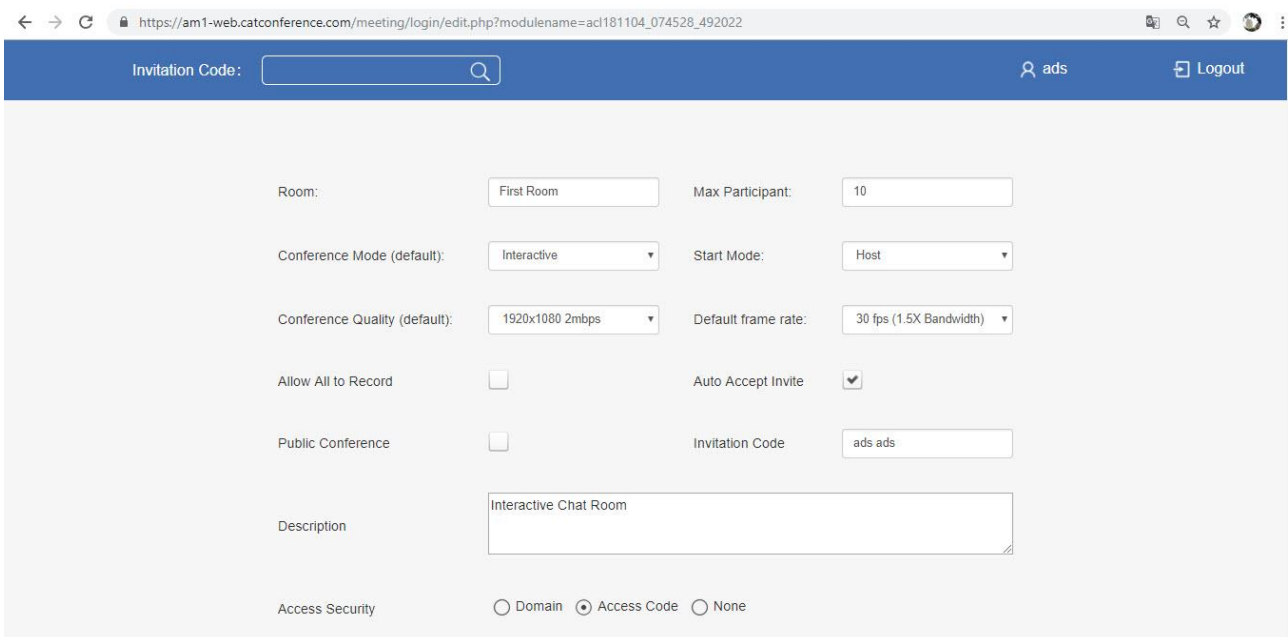 https://am1-web.catconference.com/meeting/login/edit.php?modulename=acl181104_074528_492022
Invitation Code: ads Logout
Room: First Room Max Participant: 10
Conference Mode (default): Interactive Start Mode: Host
Conference Quality (default): 1920x1080 2mbps Default frame rate: 30 fps (1.5X Bandwidth)
Allow All to Record Auto Accept Invite
Public Conference Invitation Code ads ads
Description Interactive Chat Room
Access Security Domain Access Code None